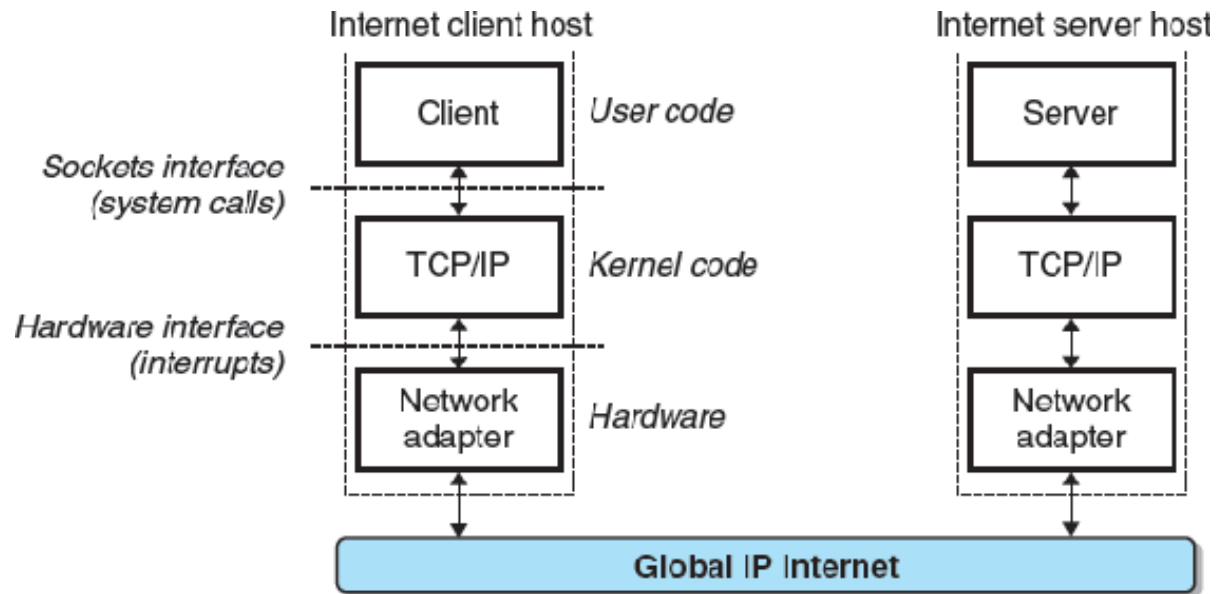 Internet client host
Internet server host
Client
User code
Server
Sockets interface
(system calls)
TCP/IP
Kernel code
TCP/IP
Hardware interface
(interrupts)
Network
adapter
Hardware
Network
adapter
Global IP Internet